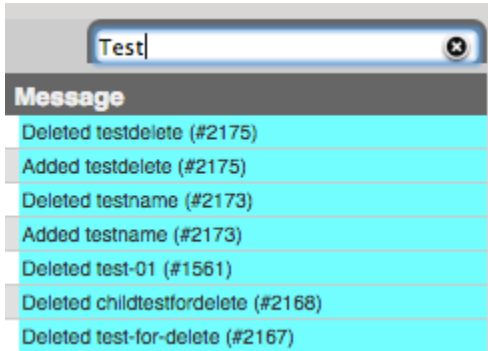 Test
Message
Deleted testdelete (#2175)
Added testdelete (#2175)
Deleted testname (#2173)
Added testname (#2173)
Deleted test-01 (#1561)
Deleted childtestfordelete (#2168)
Deleted test-for-delete (#2167)